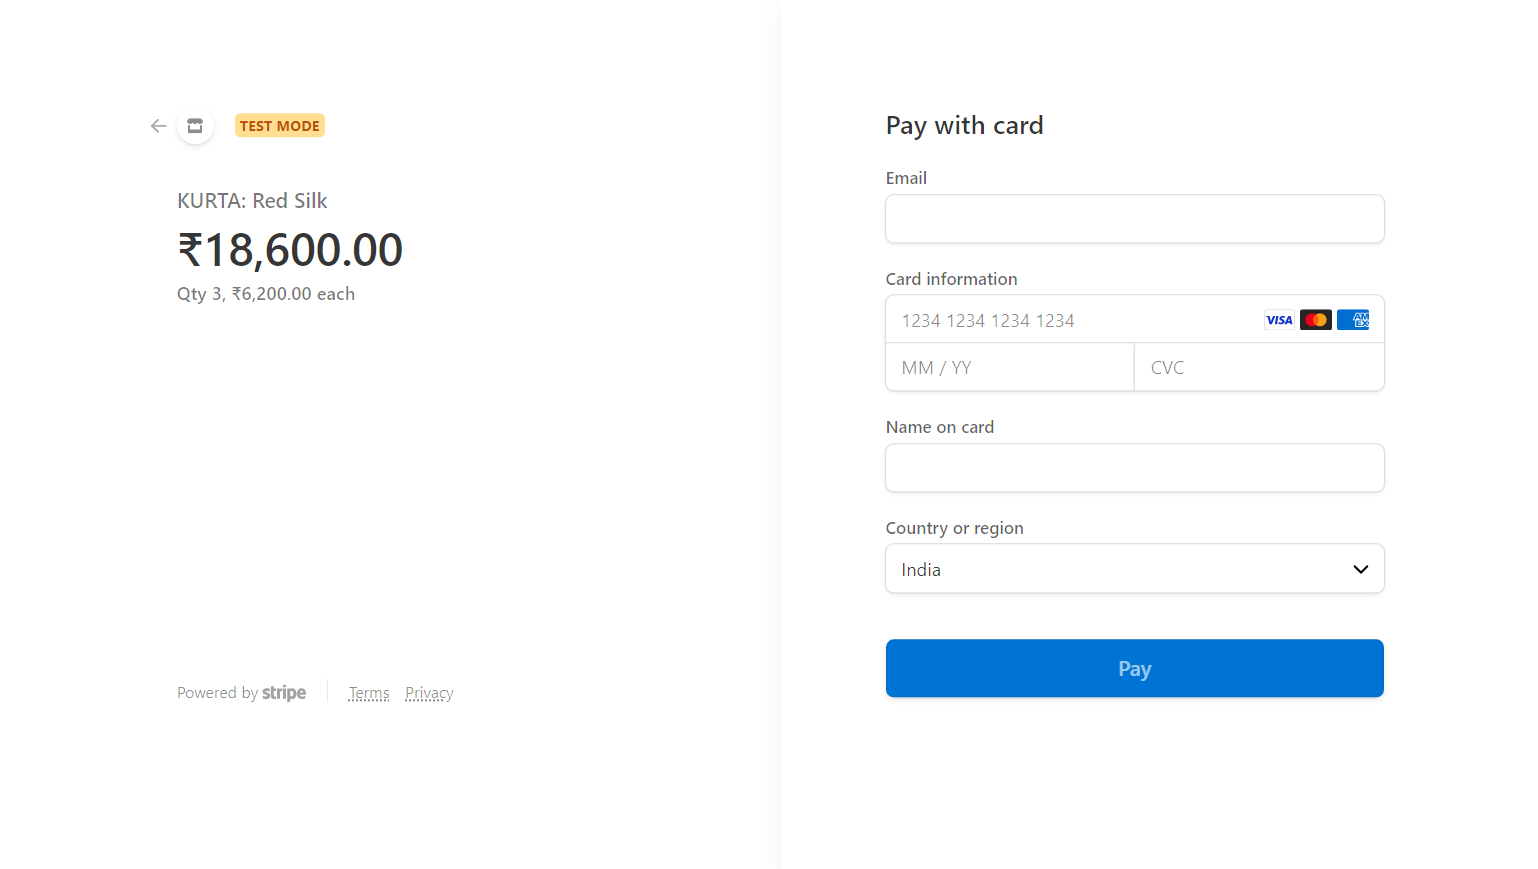 TEST MODE
KURTA: Red Silk
₹18,600.00
Qty 3, ₹6,200.00 each
Powered by stripe
Terms Privacy
Pay with card
Email
Card information
1234 1234 1234 1234
VISA
AMEX
MM / YY
CVC
Name on card
Country or region
India
Pay